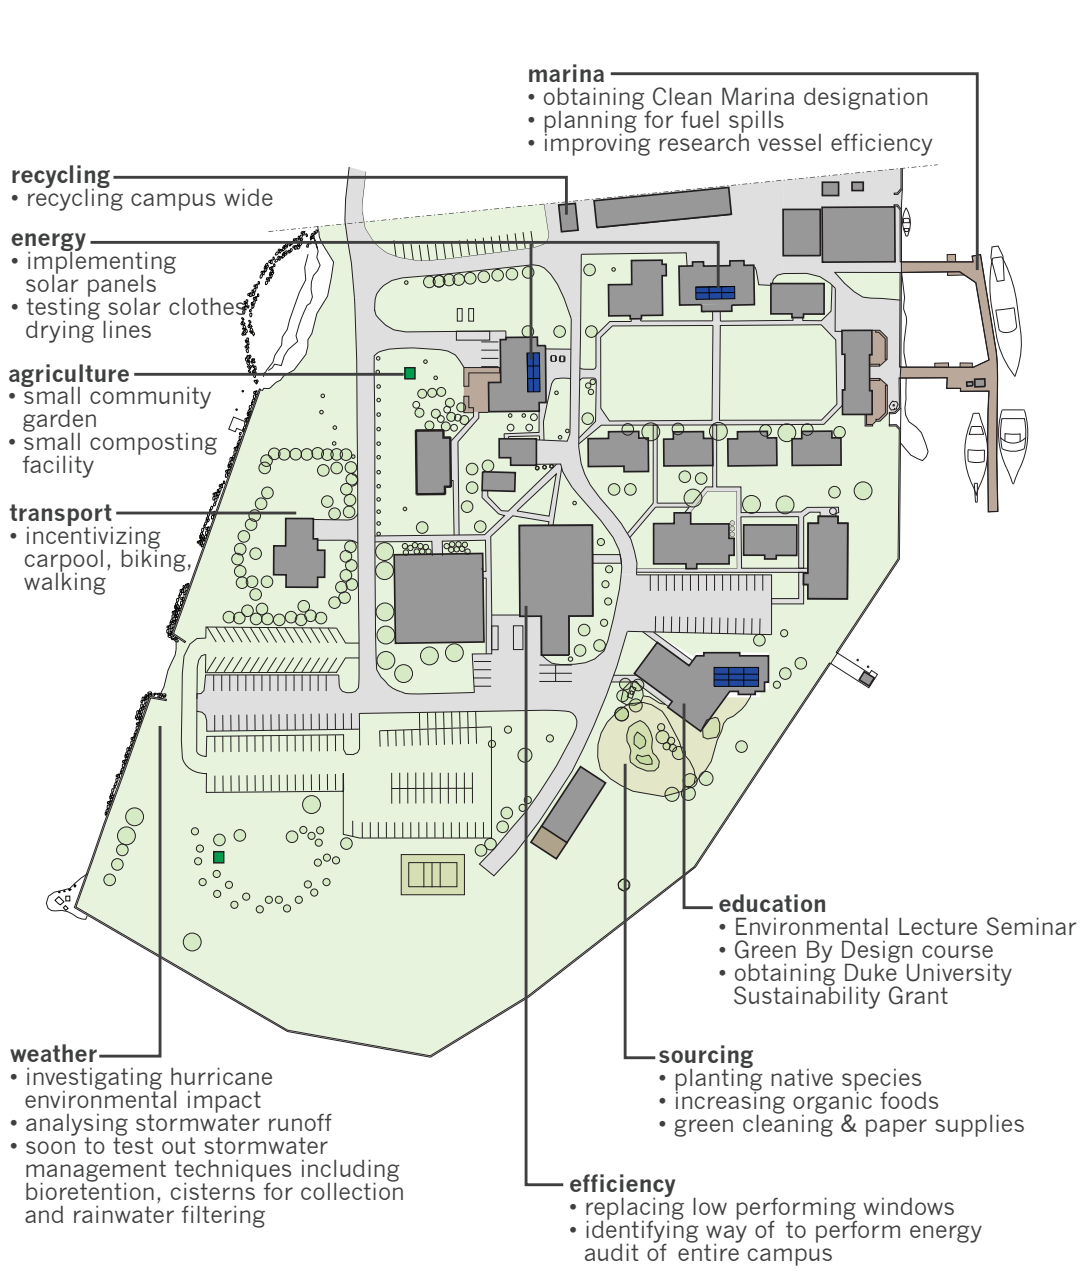 marina
• obtaining Clean Marina designation
• planning for fuel spills
• improving research vessel efficiency
recycling
• recycling campus wide
energy
• implementing
solar panels
• testing solar clothes
drying lines
agriculture
• small community
garden
• small composting
facility
transport
• incentivizing
carpool, biking,
walking
education
• Environmental Lecture Seminar
• Green By Design course
• obtaining Duke University
Sustainability Grant
weather
• investigating hurricane
environmental impact
• analysing stormwater runoff
• soon to test out stormwater
management techniques including
bioretention, cisterns for collection
and rainwater filtering
sourcing
• planting native species
• increasing organic foods
• green cleaning & paper supplies
efficiency
• replacing low performing windows
• identifying way of to perform energy
audit of entire campus